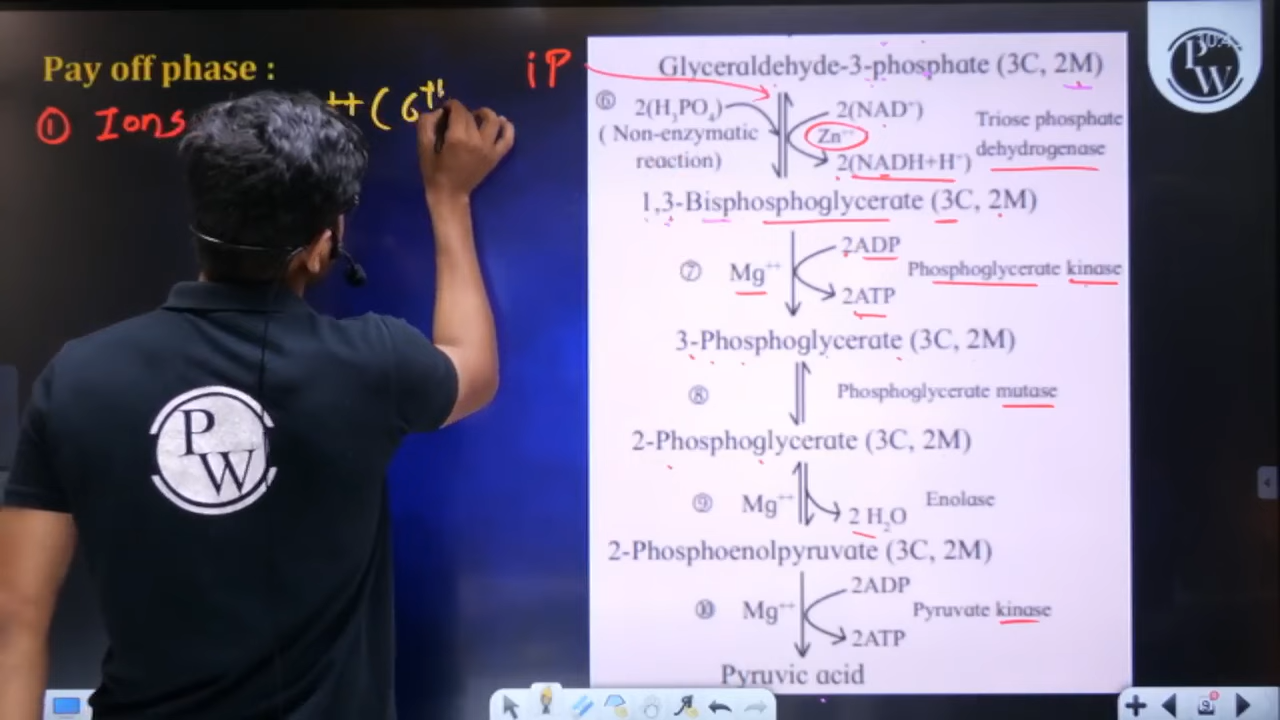 Pay off phase :
① Ions
++ ( 6th
iP
Glyceraldehyde-3-phosphate (3C, 2M)
⑥ 2(H₃PO₄) 2(NAD⁺)
( Non-enzymatic reaction)
Zn⁺⁺
2(NADH+H⁺)
Triose phosphate
dehydrogenase
1,3-Bisphosphoglycerate (3C, 2M)
2ADP
⑦ Mg⁺⁺ Phosphoglycerate kinase
2ATP
3-Phosphoglycerate (3C, 2M)
⑧ Phosphoglycerate mutase
2-Phosphoglycerate (3C, 2M)
⑨ Mg⁺⁺ Enolase
2 H₂O
2-Phosphoenolpyruvate (3C, 2M)
2ADP
⑩ Mg⁺⁺ Pyruvate kinase
2ATP
Pyruvic acid
PW
PW
9